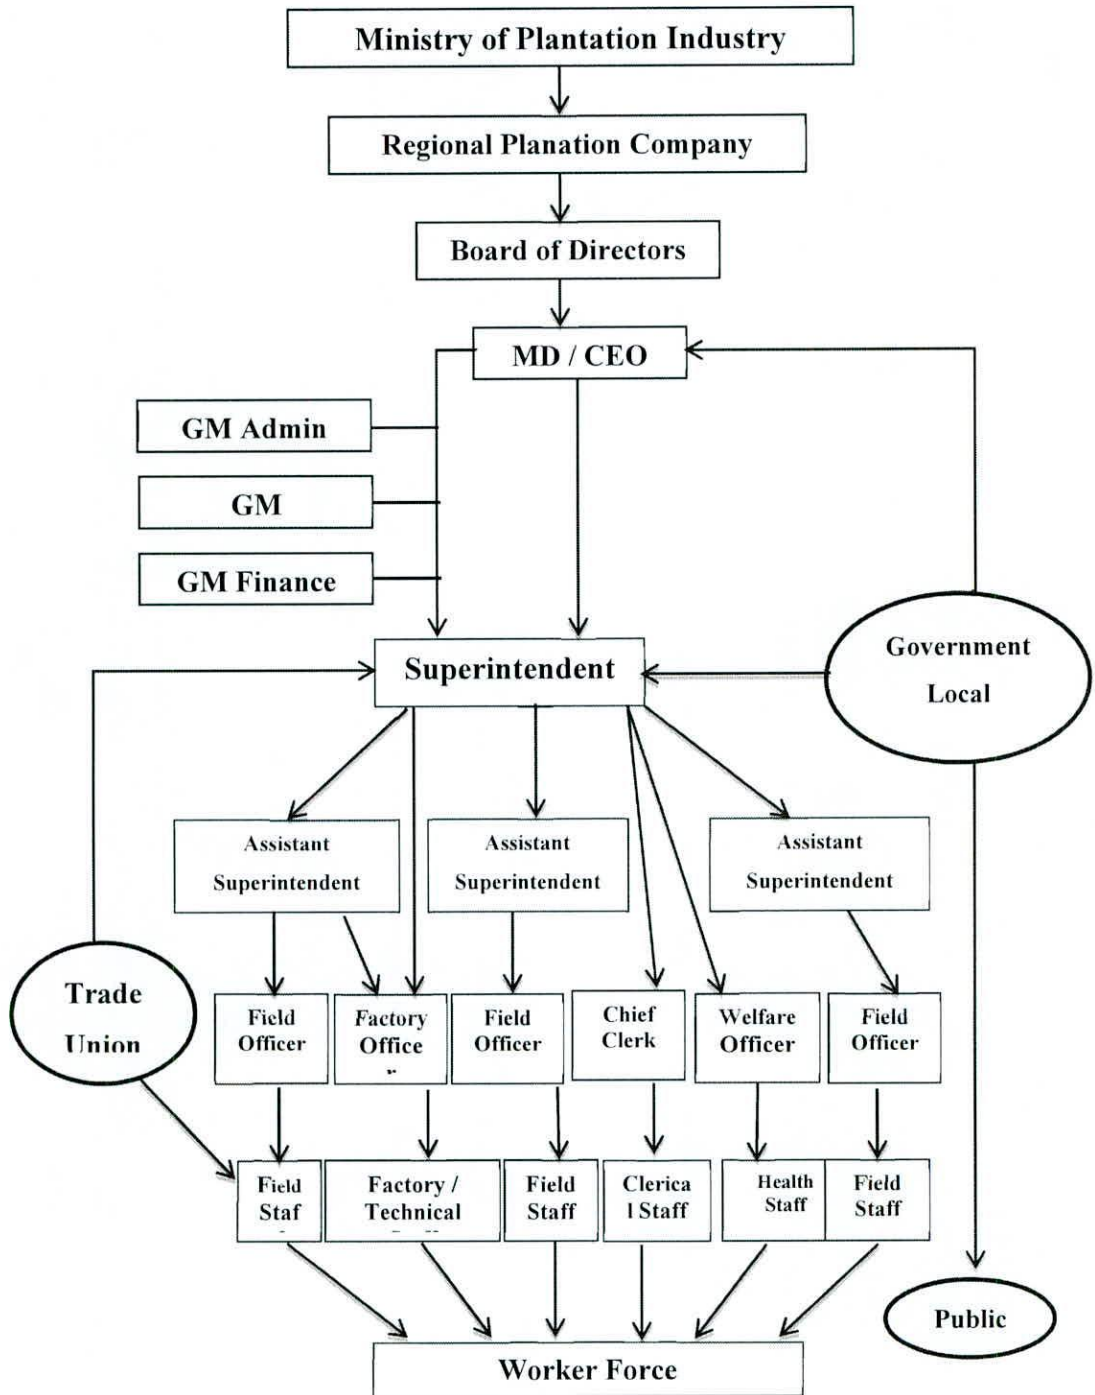 Ministry of Plantation Industry
Regional Planation Company
Board of Directors
MD / CEO
GM Admin
GM
GM Finance
Superintendent
Government
Local
Assistant
Superintendent
Assistant
Superintendent
Assistant
Superintendent
Trade
Union
Field
Officer
Factory
Office
Field
Officer
Chief
Clerk
Welfare
Officer
Field
Officer
Field
Staf
Factory /
Technical
Field
Staff
Clerica
l Staff
Health
Staff
Field
Staff
Public
Worker Force